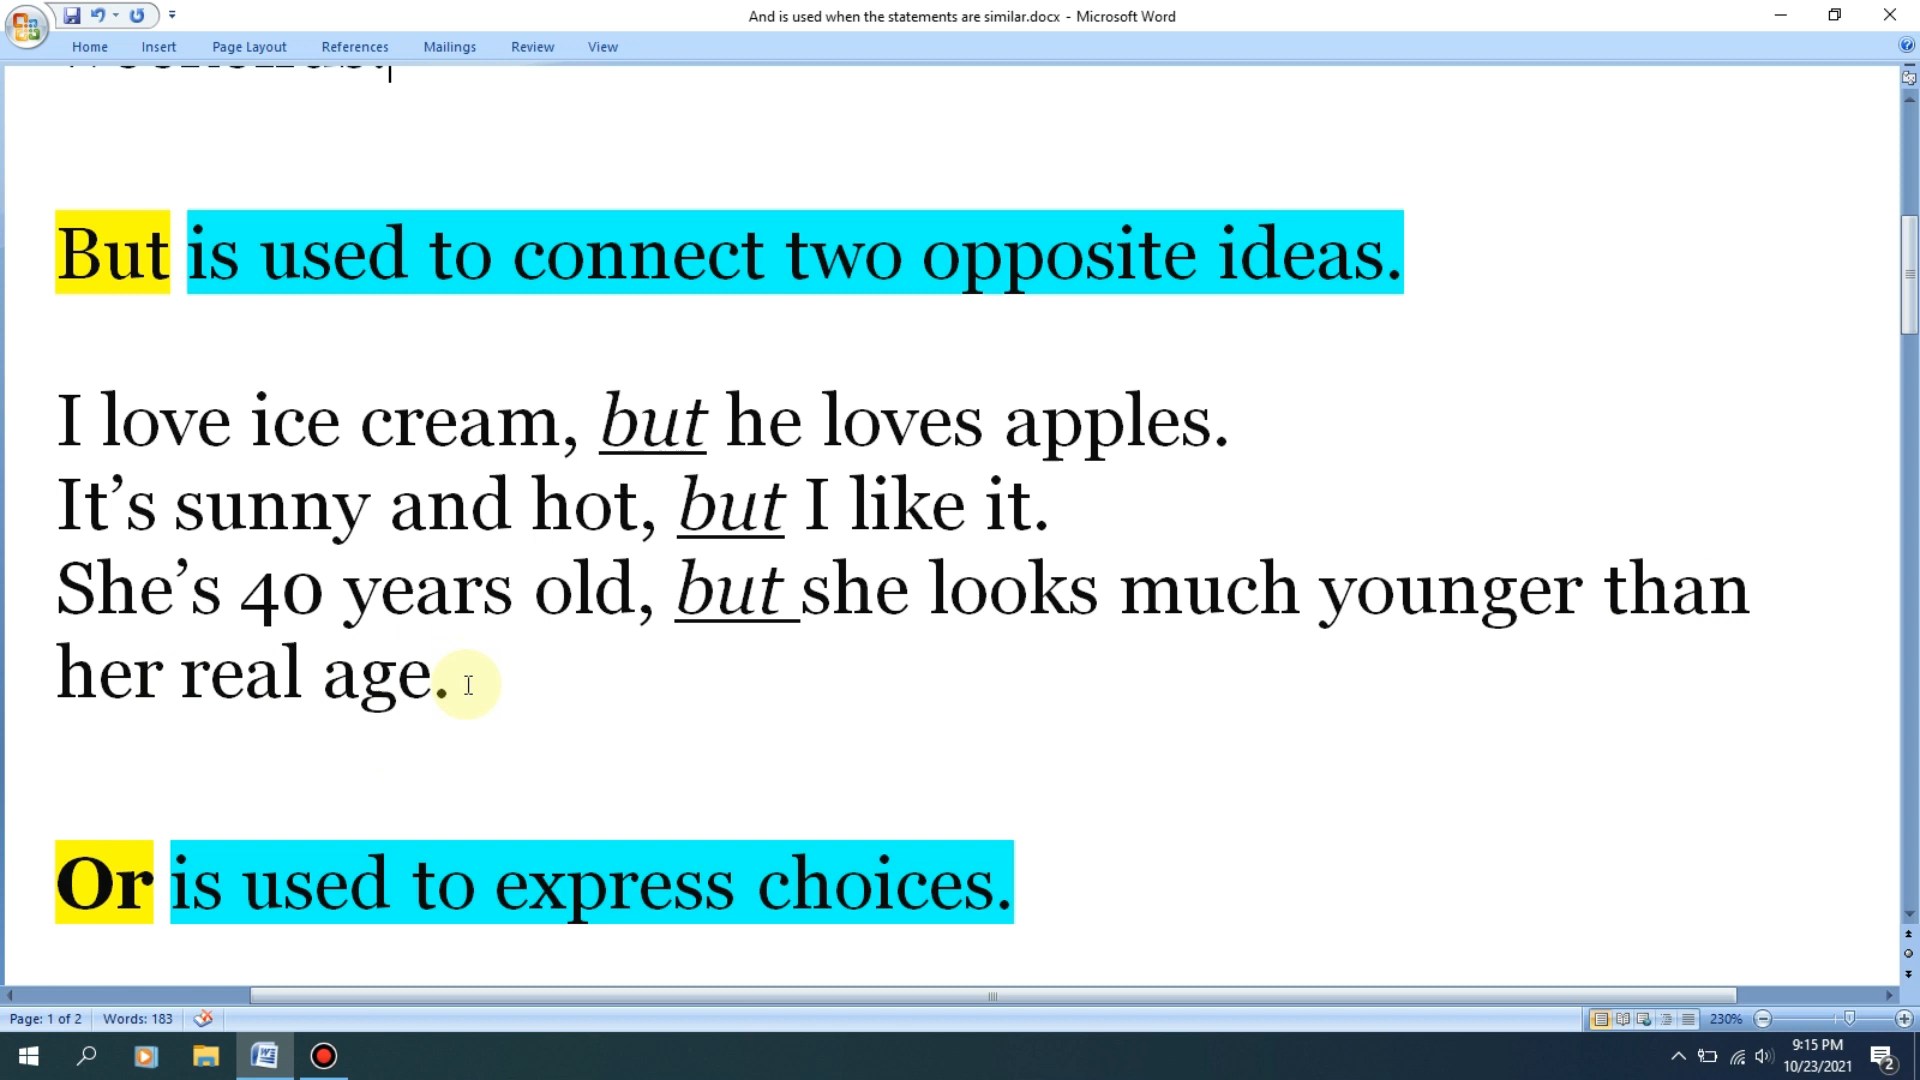 And is used when the statements are similar.docx - Microsoft Word
Home Insert Page Layout References Mailings Review View
But is used to connect two opposite ideas.
I love ice cream, but he loves apples.
It’s sunny and hot, but I like it.
She’s 40 years old, but she looks much younger than
her real age.
Or is used to express choices.
Page: 1 of 2 Words: 183 230%
9:15 PM
10/23/2021 2